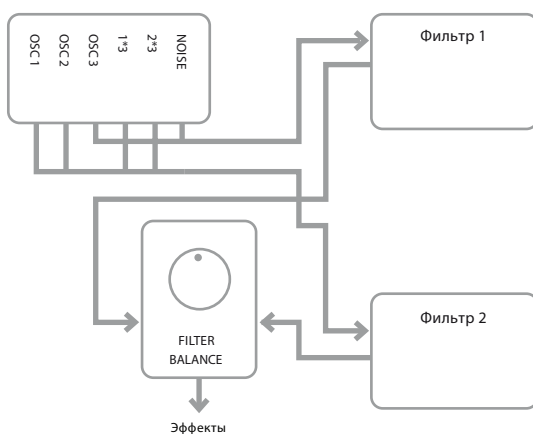 OSC 1
OSC 2
OSC 3
1*3
2*3
NOISE
Фильтр 1
FILTER
BALANCE
Фильтр 2
Эффекты